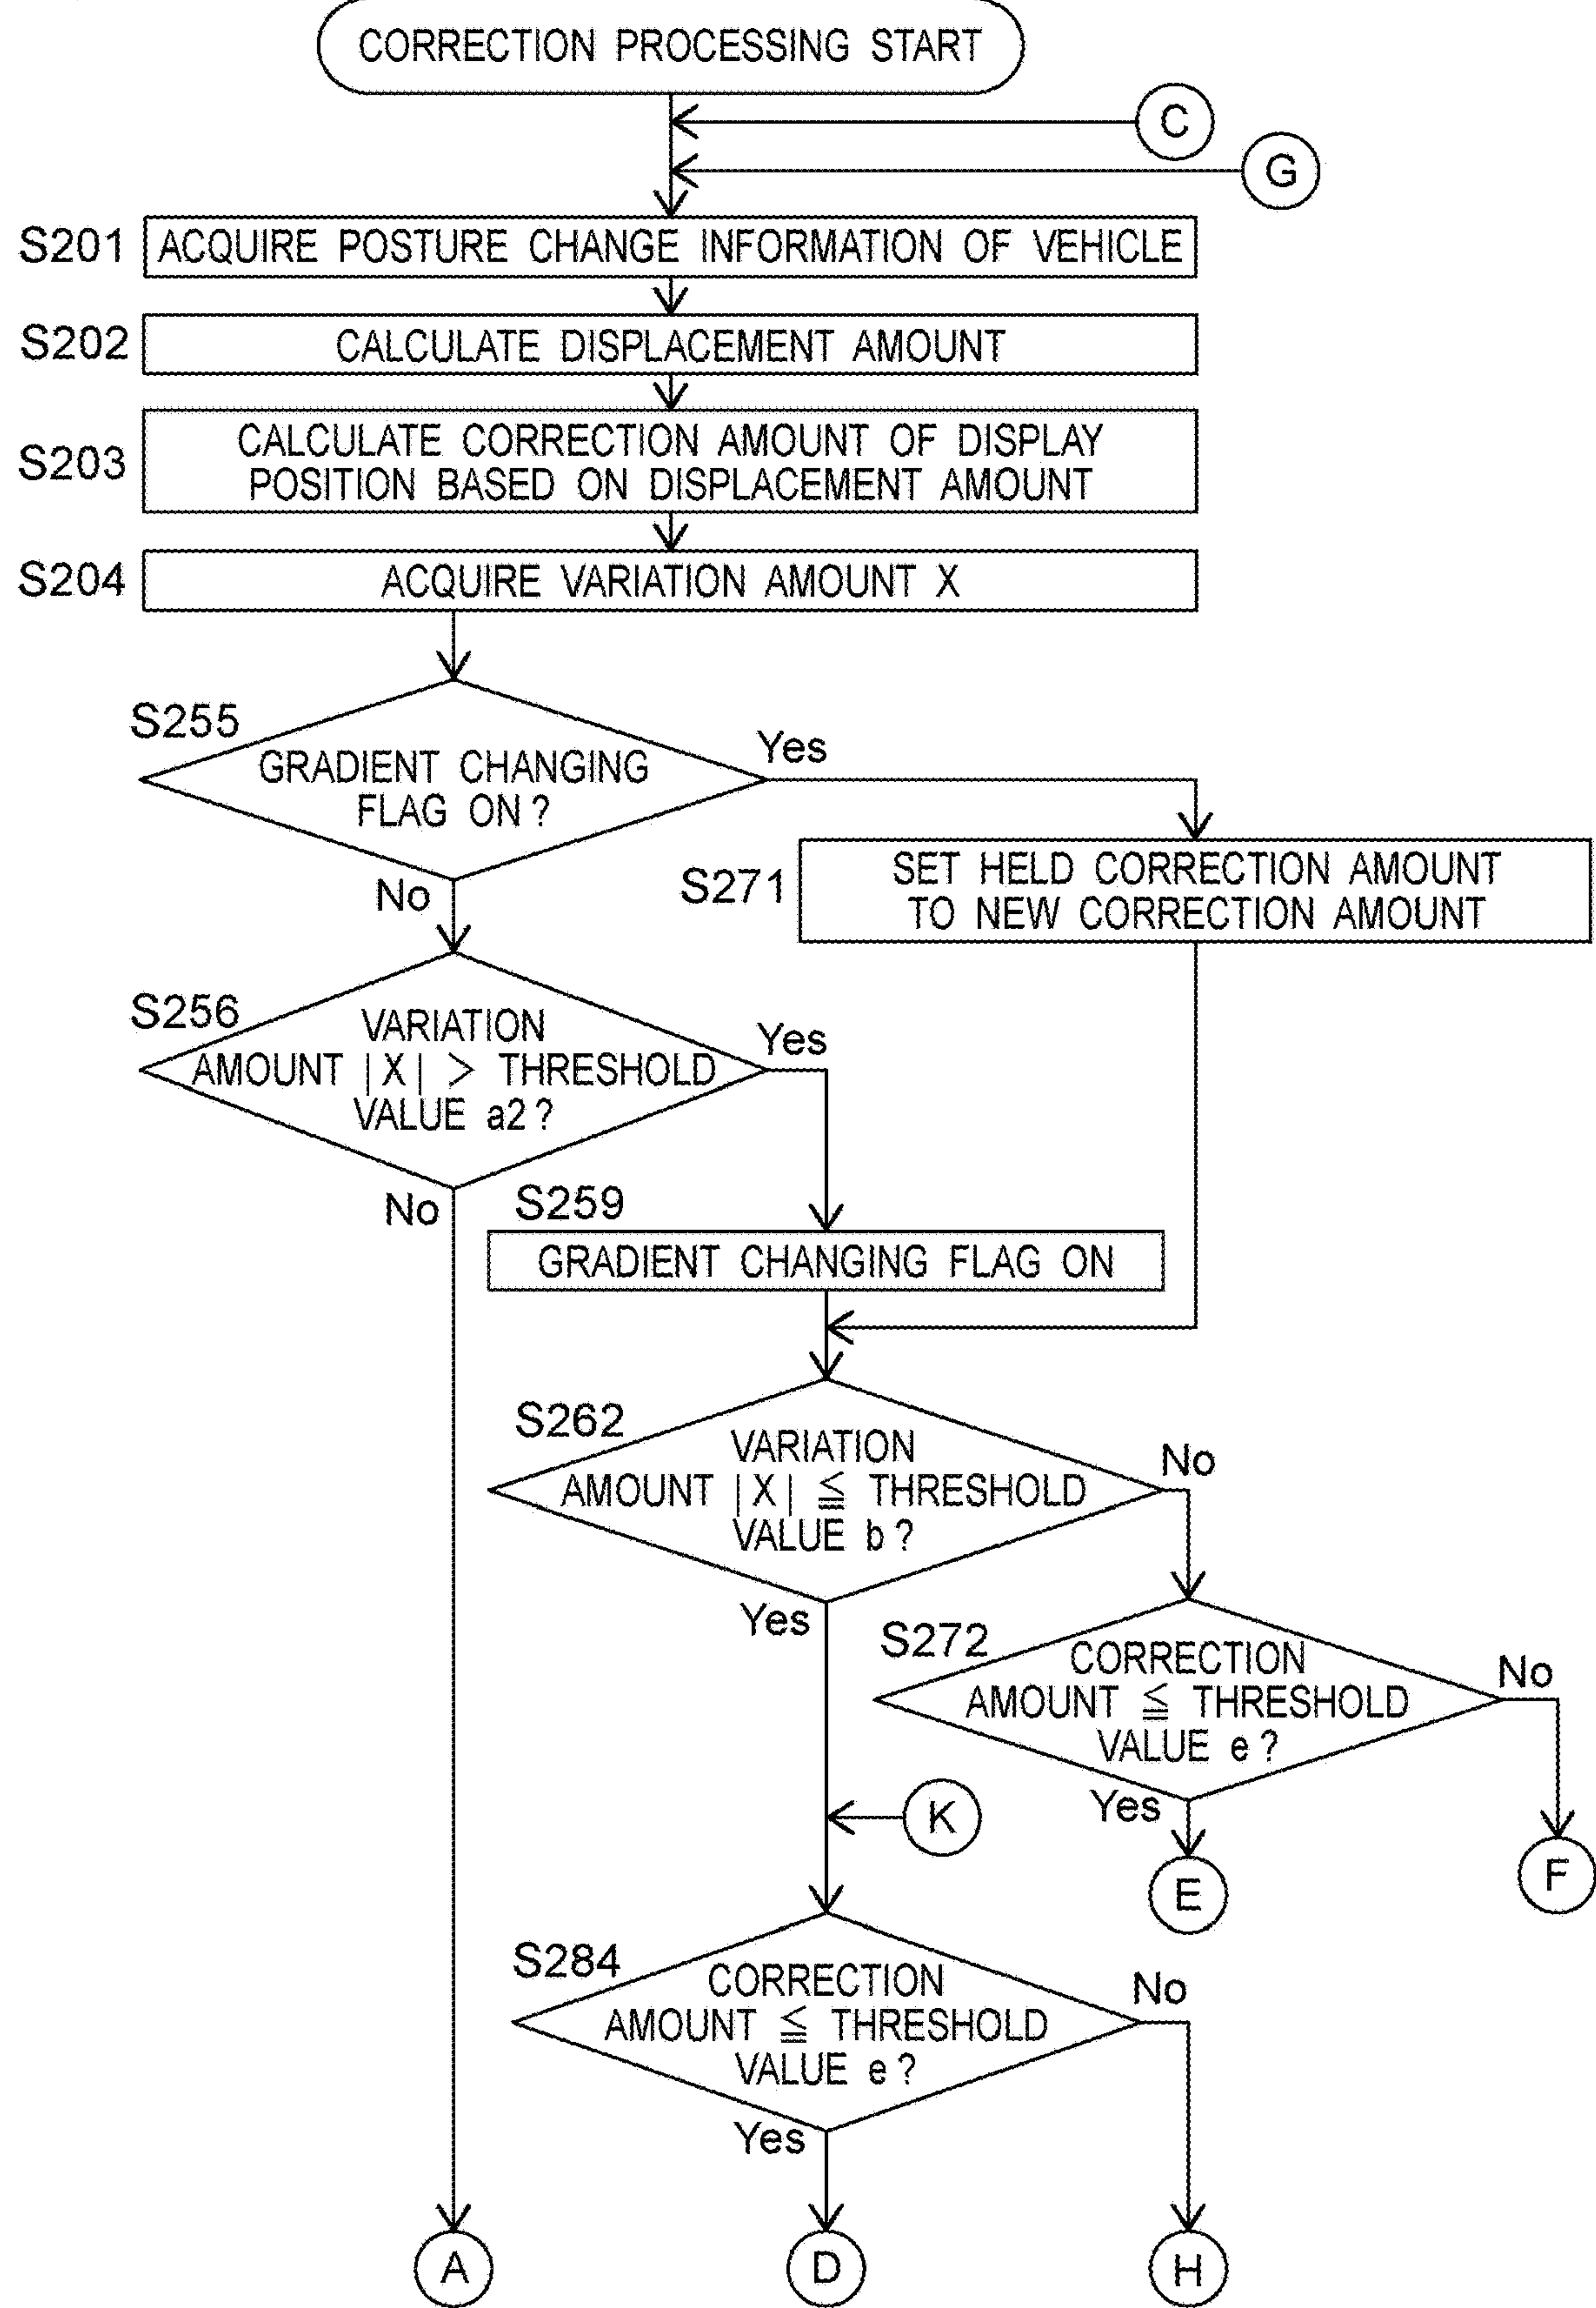 CORRECTION PROCESSING START
C
G
S201
ACQUIRE POSTURE CHANGE INFORMATION OF VEHICLE
S202
CALCULATE DISPLACEMENT AMOUNT
S203
CALCULATE CORRECTION AMOUNT OF DISPLAY
POSITION BASED ON DISPLACEMENT AMOUNT
S204
ACQUIRE VARIATION AMOUNT X
S255
GRADIENT CHANGING
FLAG ON?
Yes
No
S271
SET HELD CORRECTION AMOUNT
TO NEW CORRECTION AMOUNT
S256
VARIATION
AMOUNT |X| > THRESHOLD
VALUE a2?
Yes
No
S259
GRADIENT CHANGING FLAG ON
S262
VARIATION
AMOUNT |X| ≦ THRESHOLD
VALUE b?
No
Yes
S272
CORRECTION
AMOUNT ≦ THRESHOLD
VALUE e?
No
Yes
K
E
F
S284
CORRECTION
AMOUNT ≦ THRESHOLD
VALUE e?
No
Yes
A
D
H